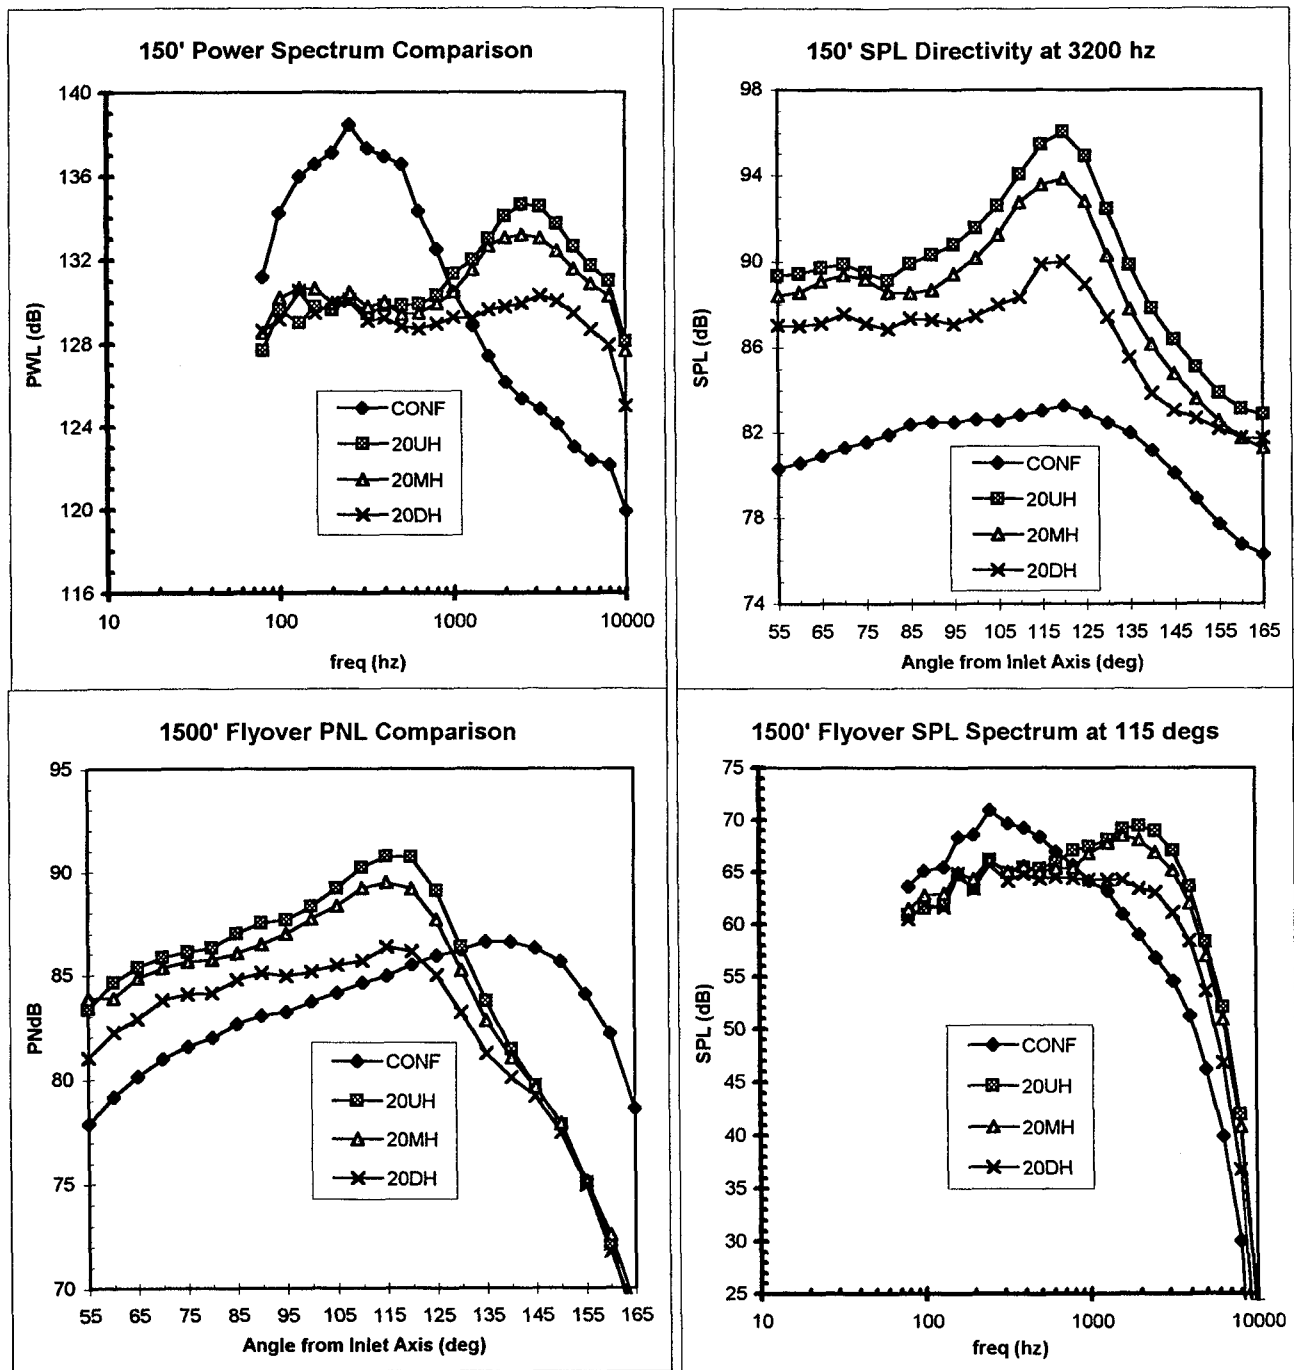 150' Power Spectrum Comparison
140
136
132
128
124
120
116
PWL (dB)
10
100
1000
10000
freq (hz)
CONF
20UH
20MH
20DH
150' SPL Directivity at 3200 hz
98
94
90
86
82
78
74
SPL (dB)
55 65 75 85 95 105 115 125 135 145 155 165
Angle from Inlet Axis (deg)
CONF
20UH
20MH
20DH
1500' Flyover PNL Comparison
95
90
85
80
75
70
PNdB
55 65 75 85 95 105 115 125 135 145 155 165
Angle from Inlet Axis (deg)
CONF
20UH
20MH
20DH
1500' Flyover SPL Spectrum at 115 degs
75
70
65
60
55
50
45
40
35
30
25
SPL (dB)
10
100
1000
10000
freq (hz)
CONF
20UH
20MH
20DH